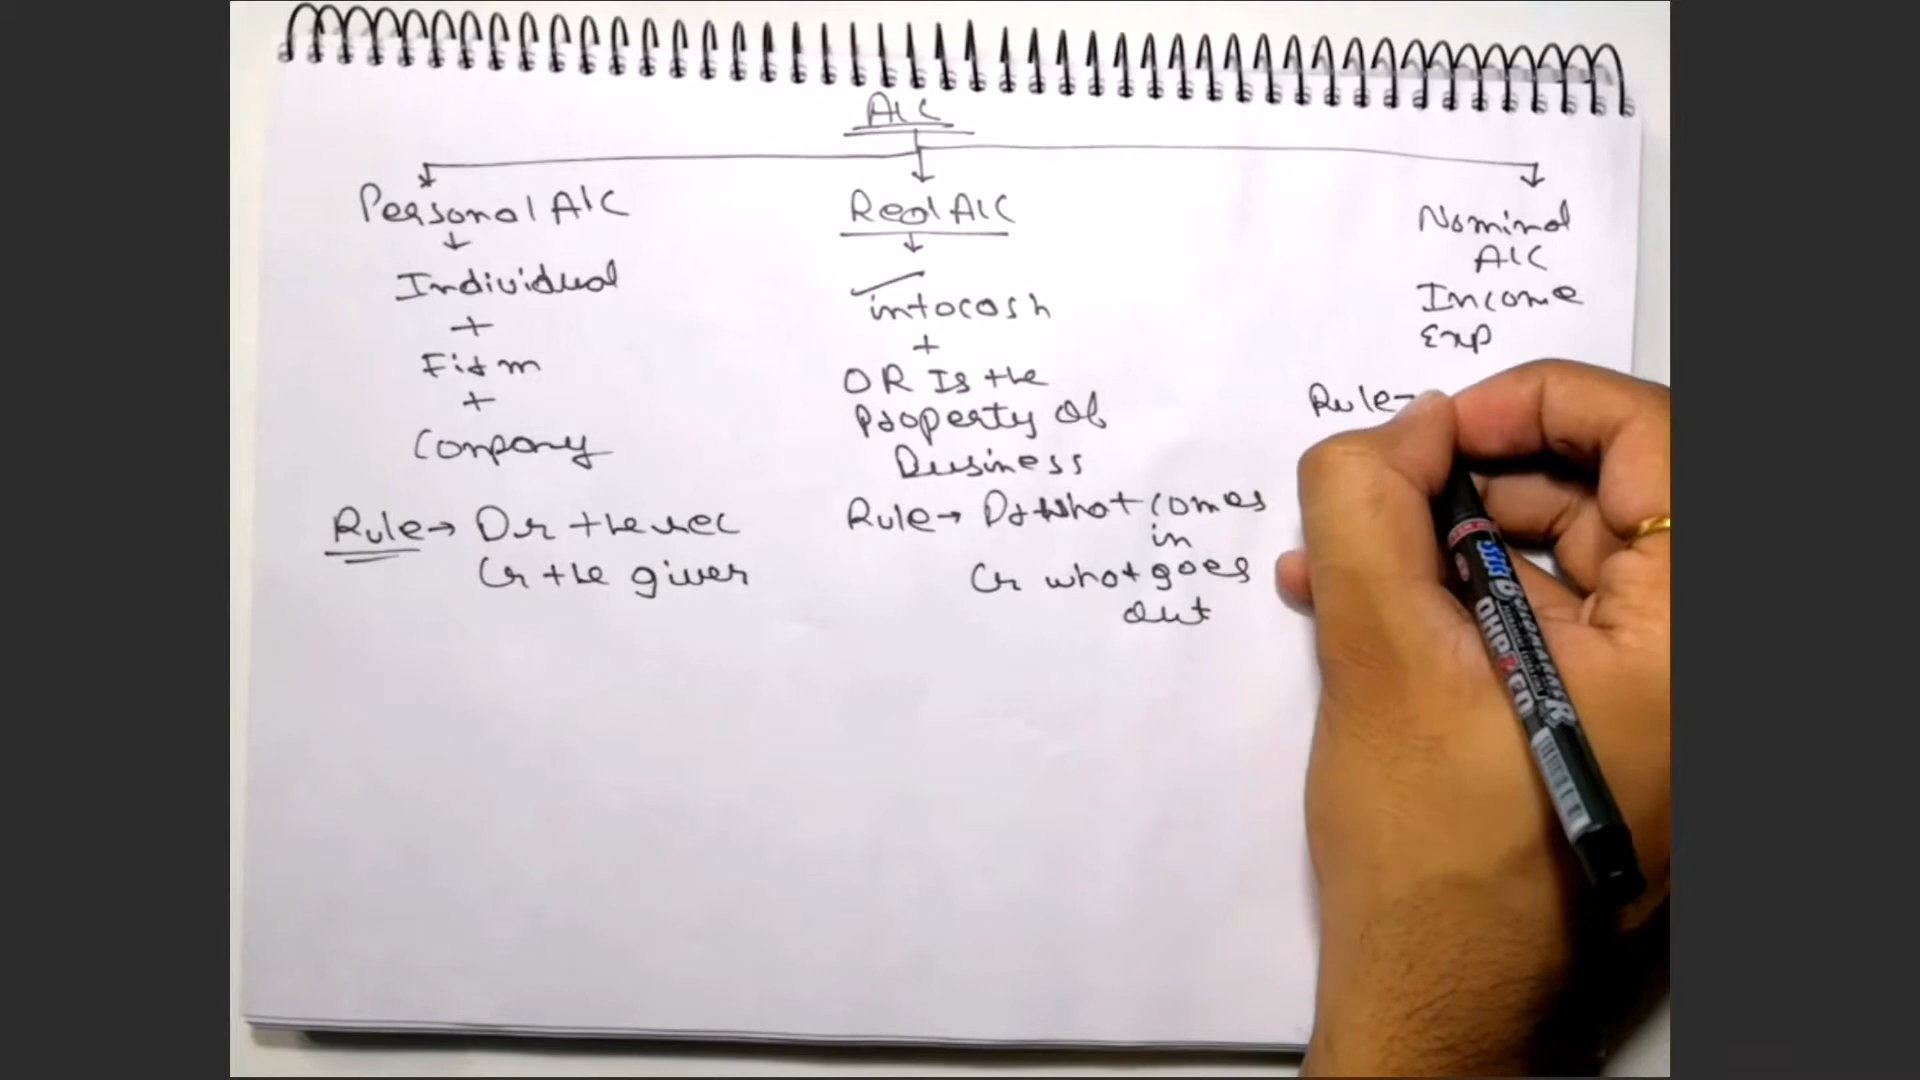 A/C
Personal A/C
Individual
+
Firm
+
Company
Rule→ Dr the rec
Cr the giver
Real A/C
into cash
+
OR Is the
Property Of
Business
Rule→ Dr what comes
in
Cr what goes
out
Nominal
A/C
Income
Exp
Rule→